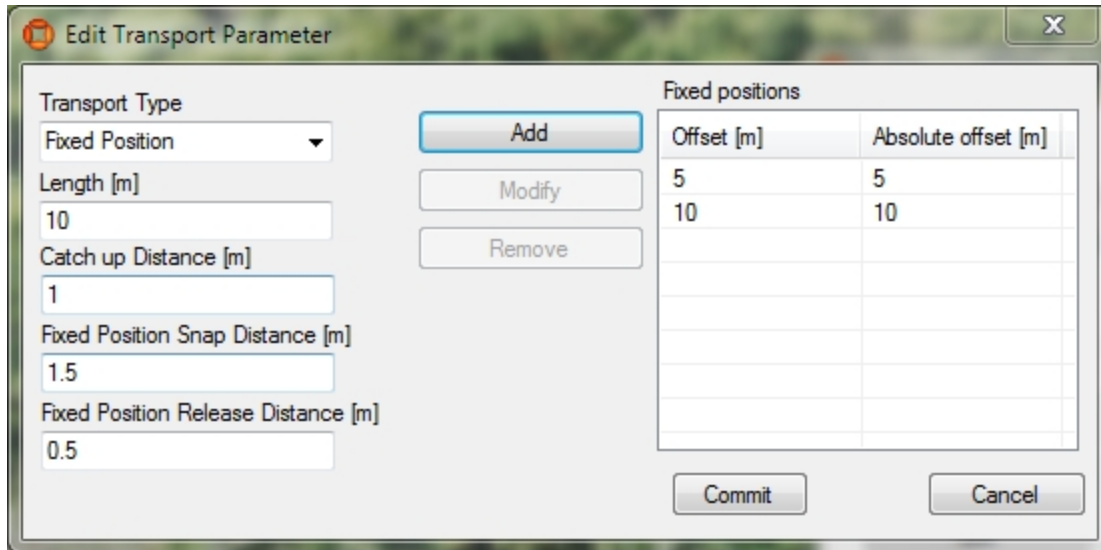 Edit Transport Parameter
Transport Type
Fixed Position
Length [m]
10
Catch up Distance [m]
1
Fixed Position Snap Distance [m]
1.5
Fixed Position Release Distance [m]
0.5
Add
Modify
Remove
Fixed positions
Offset [m] Absolute offset [m]
5 5
10 10
Commit Cancel